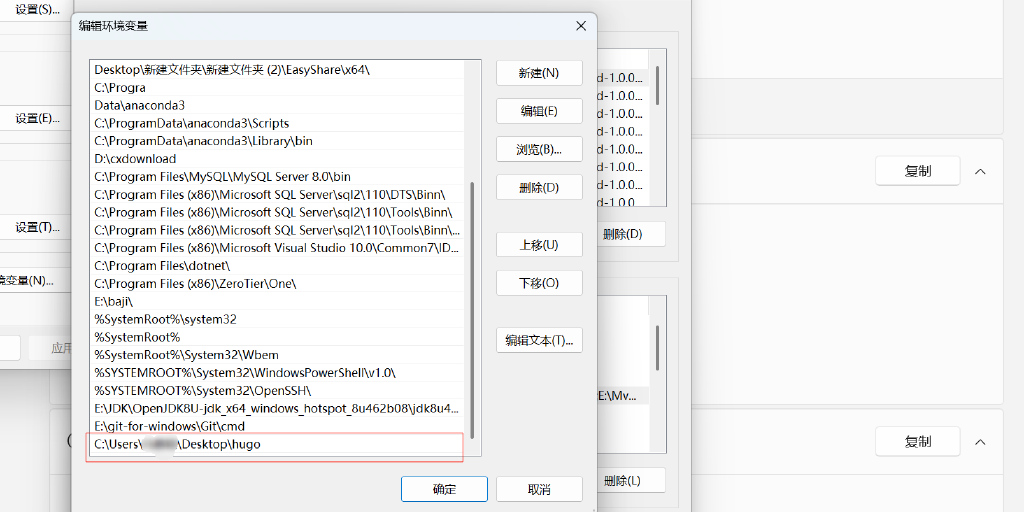 设置(S)...
编辑环境变量
Desktop\新建文件夹\新建文件夹 (2)\EasyShare\x64\
C:\Progra
Data\anaconda3
C:\ProgramData\anaconda3\Scripts
C:\ProgramData\anaconda3\Library\bin
D:\cxdownload
C:\Program Files\MySQL\MySQL Server 8.0\bin
C:\Program Files (x86)\Microsoft SQL Server\sql2\110\DTS\Binn\
C:\Program Files (x86)\Microsoft SQL Server\sql2\110\Tools\Binn\
C:\Program Files (x86)\Microsoft SQL Server\sql2\110\Tools\Binn\...
C:\Program Files (x86)\Microsoft Visual Studio 10.0\Common7\ID...
C:\Program Files\dotnet\
C:\Program Files (x86)\ZeroTier\One\
E:\baji\
%SystemRoot%\system32
%SystemRoot%
%SystemRoot%\System32\Wbem
%SYSTEMROOT%\System32\WindowsPowerShell\v1.0\
%SYSTEMROOT%\System32\OpenSSH\
E:\JDK\OpenJDK8U-jdk_x64_windows_hotspot_8u462b08\jdk8u4...
E:\git-for-windows\Git\cmd
C:\Users\ \Desktop\hugo
新建(N)
编辑(E)
浏览(B)...
删除(D)
上移(U)
下移(O)
编辑文本(T)...
确定
取消
设置(E)...
设置(T)...
境变量(N)...
应用
d-1.0.0...
d-1.0.0...
d-1.0.0...
d-1.0.0...
d-1.0.0...
d-1.0.0...
d-1.0.0...
d-1.0.0
删除(D)
E:\Mv...
删除(L)
复制
复制